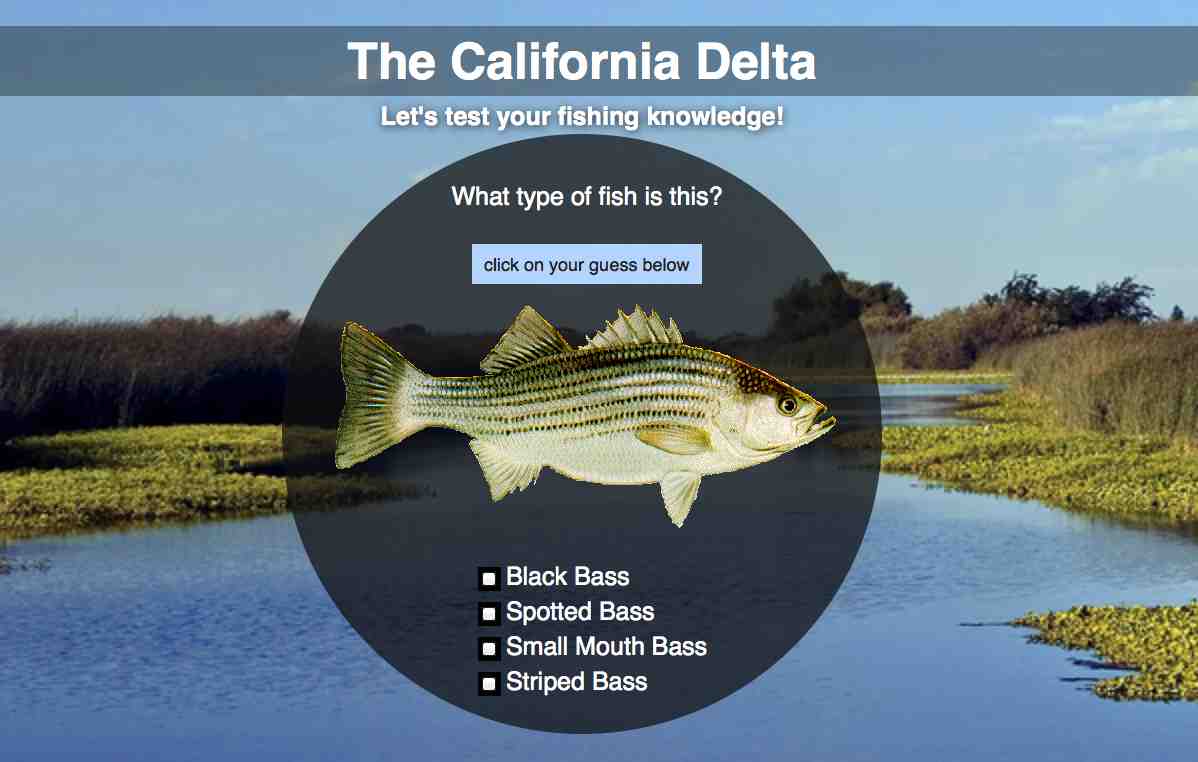 The California Delta
Let's test your fishing knowledge!
What type of fish is this?
click on your guess below
Black Bass
Spotted Bass
Small Mouth Bass
Striped Bass